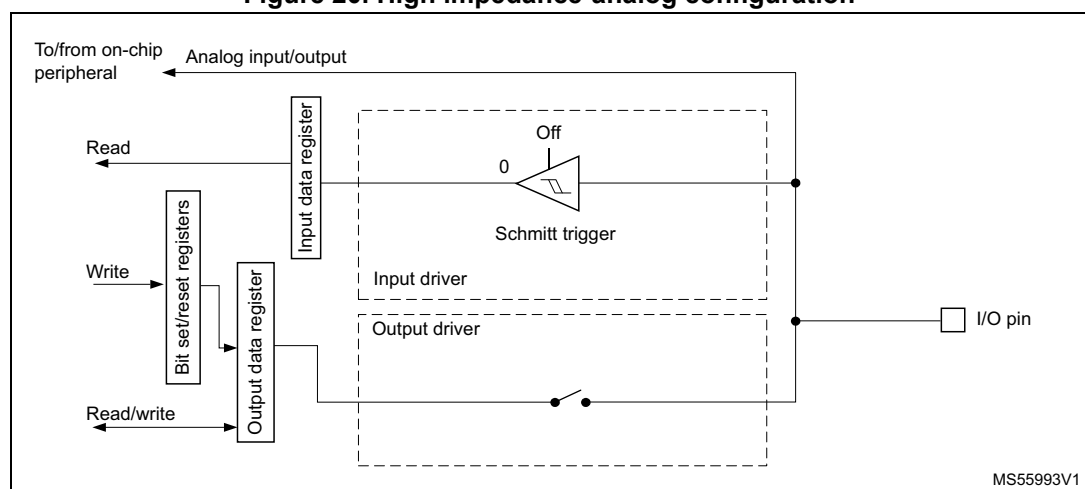 Figure 20. High impedance-analog configuration
To/from on-chip
peripheral
Analog input/output
Off
Read
0
Input data register
Schmitt trigger
Write
Bit set/reset registers
Input driver
Output data register
Output driver
I/O pin
Read/write
MS55993V1